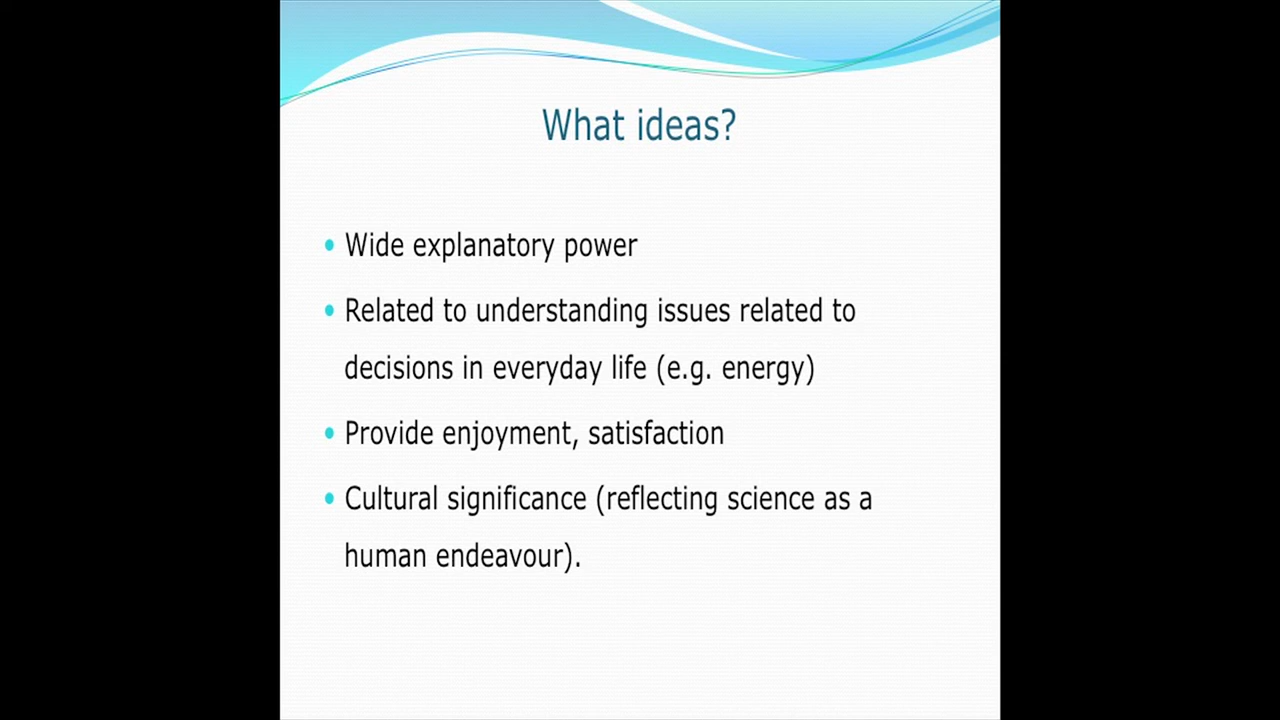 What ideas?
• Wide explanatory power
• Related to understanding issues related to
decisions in everyday life (e.g. energy)
• Provide enjoyment, satisfaction
• Cultural significance (reflecting science as a
human endeavour).